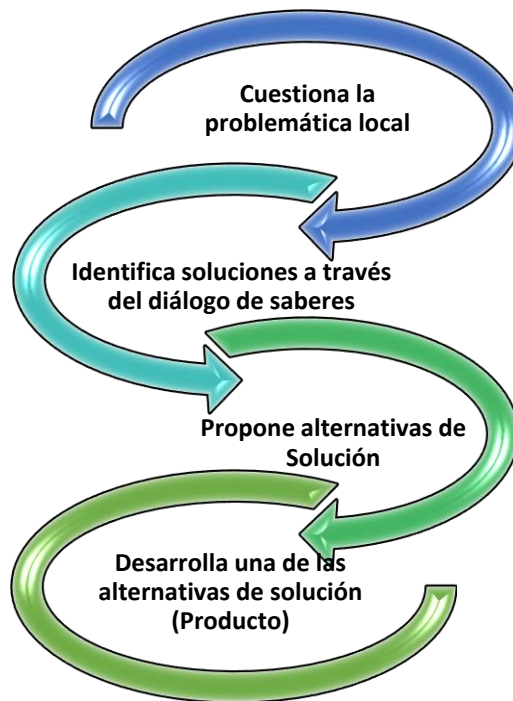 Cuestiona la
problemática local
Identifica soluciones a través
del diálogo de saberes
Propone alternativas de
Solución
Desarrolla una de las
alternativas de solución
(Producto)